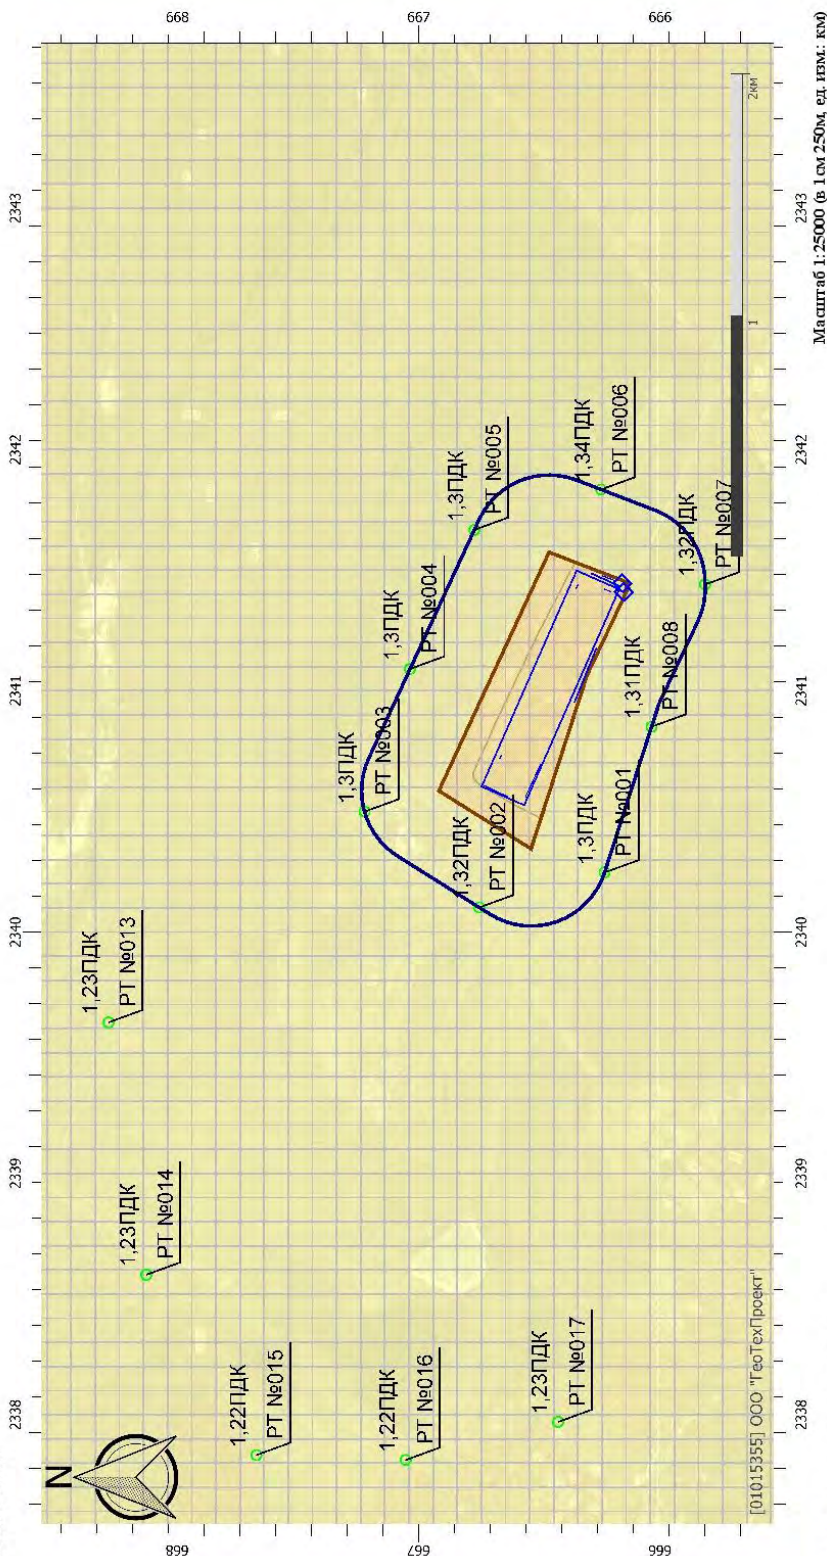 668
667
666
2343
2343
2км
1
Масштаб 1:25000 (в 1см 250м, ед. изм.: км)
2342
2342
1,34ПДК
РТ №006
1,3ПДК
РТ №005
1,32ПДК
РТ №007
1,3ПДК
РТ №004
2341
2341
1,31ПДК
РТ №008
1,3ПДК
РТ №003
1,32ПДК
РТ №002
1,3ПДК
РТ №001
2340
2340
1,23ПДК
РТ №013
2339
2339
1,23ПДК
РТ №014
1,22ПДК
РТ №015
1,22ПДК
РТ №016
1,23ПДК
РТ №017
2338
2338
N
[01015355] ООО "ГеоТехПроект"
668
667
666